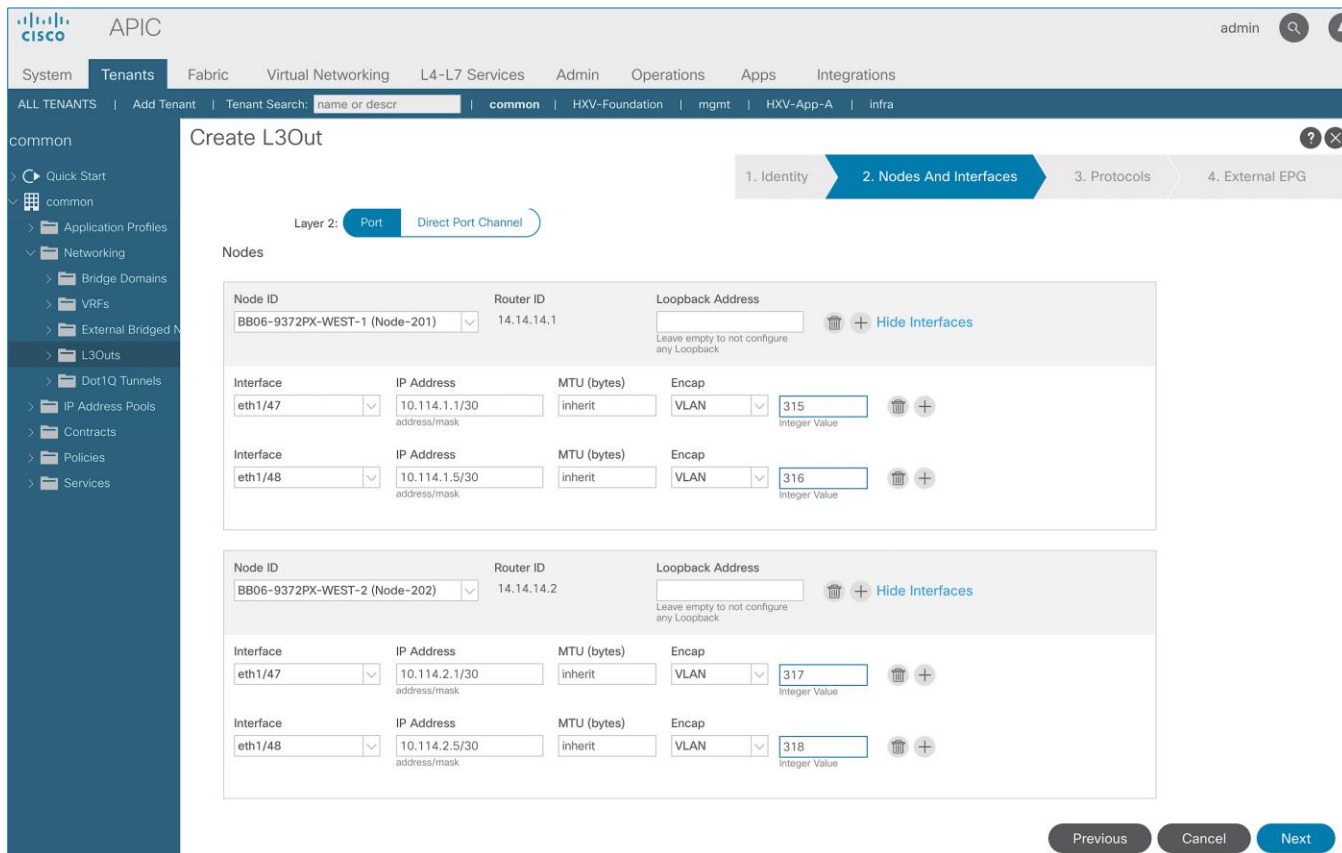 cisco APIC admin
System Tenants Fabric Virtual Networking L4-L7 Services Admin Operations Apps Integrations
ALL TENANTS | Add Tenant | Tenant Search: name or descr | common | HXV-Foundation | mgmt | HXV-App-A | infra
common
Quick Start
common
Application Profiles
Networking
Bridge Domains
VRFs
External Bridged N
L3Outs
Dot1Q Tunnels
IP Address Pools
Contracts
Policies
Services
Create L3Out
1. Identity 2. Nodes And Interfaces 3. Protocols 4. External EPG
Layer 2: Port Direct Port Channel
Nodes
Node ID Router ID Loopback Address
BB06-9372PX-WEST-1 (Node-201) 14.14.14.1 Hide Interfaces
Leave empty to not configure
any Loopback
Interface IP Address MTU (bytes) Encap
eth1/47 10.114.1.1/30 inherit VLAN 315
address/mask Integer Value
Interface IP Address MTU (bytes) Encap
eth1/48 10.114.1.5/30 inherit VLAN 316
address/mask Integer Value
Node ID Router ID Loopback Address
BB06-9372PX-WEST-2 (Node-202) 14.14.14.2 Hide Interfaces
Leave empty to not configure
any Loopback
Interface IP Address MTU (bytes) Encap
eth1/47 10.114.2.1/30 inherit VLAN 317
address/mask Integer Value
Interface IP Address MTU (bytes) Encap
eth1/48 10.114.2.5/30 inherit VLAN 318
address/mask Integer Value
Previous Cancel Next